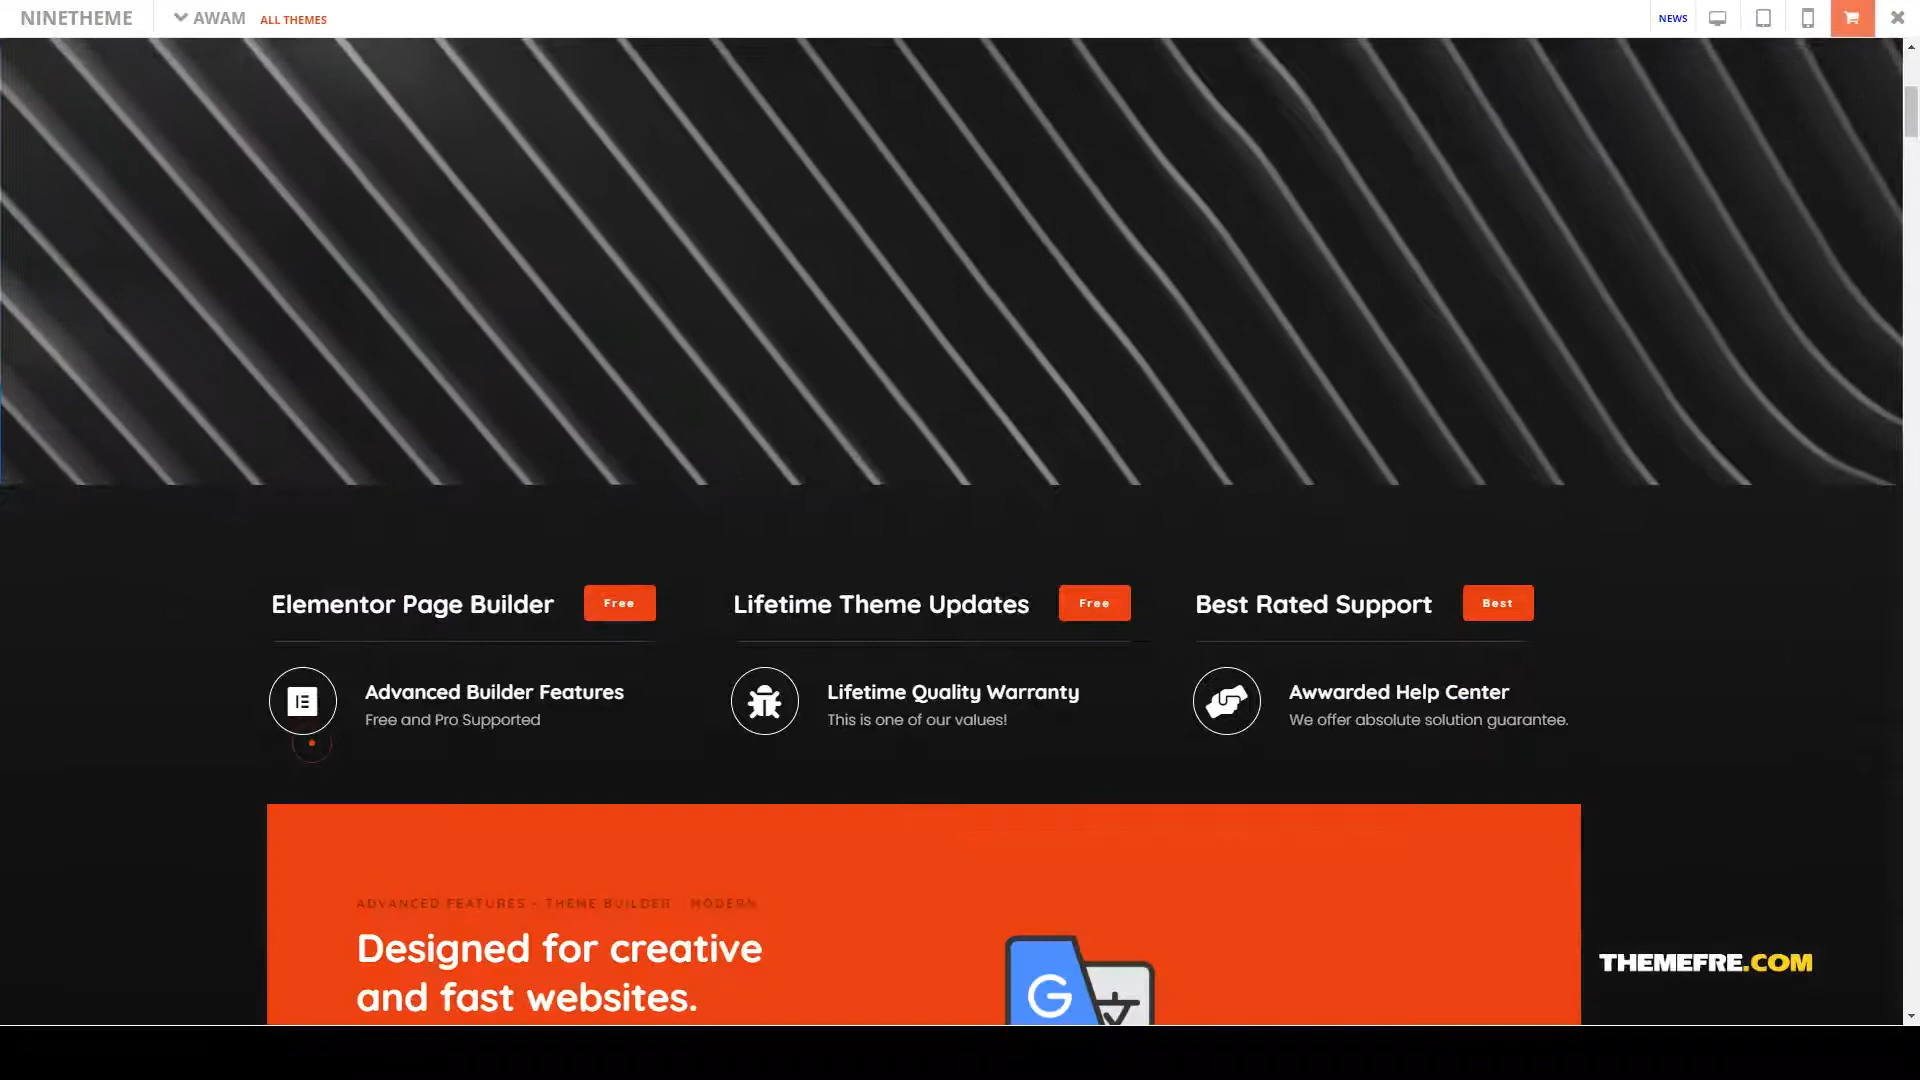 NINETHEME
AWAM
ALL THEMES
NEWS
Elementor Page Builder
Free
Lifetime Theme Updates
Free
Best Rated Support
Best
Advanced Builder Features
Free and Pro Supported
Lifetime Quality Warranty
This is one of our values!
Awwarded Help Center
We offer absolute solution guarantee.
ADVANCED FEATURES - THEME BUILDER - MODERN
Designed for creative
and fast websites.
G
THEMEFRE.COM